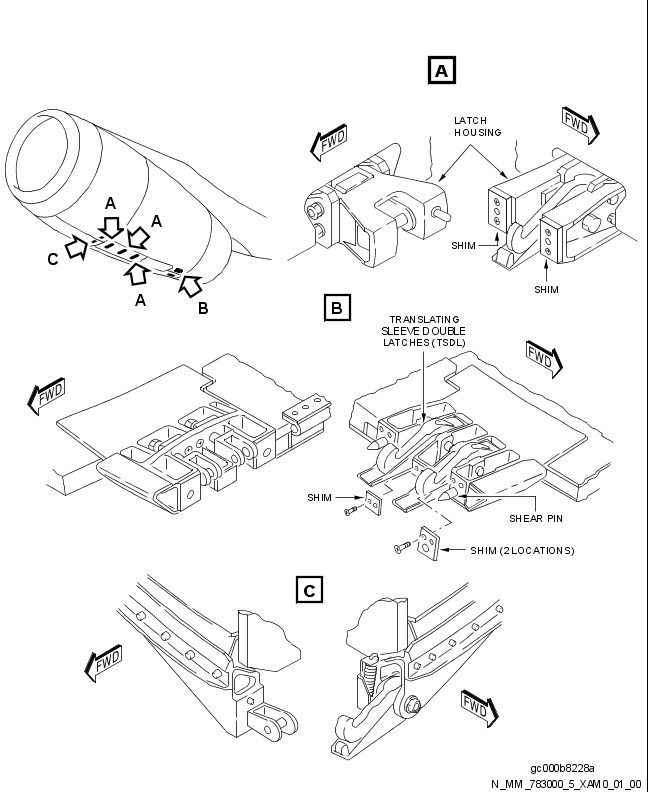 A
FWD
FWD
LATCH
HOUSING
A
A
C
SHIM
SHIM
A
B
B
TRANSLATING
SLEEVE DOUBLE
LATCHES (TSDL)
FWD
FWD
SHIM
SHEAR PIN
SHIM (2 LOCATIONS)
C
FWD
FWD
gc000b8228a
N_MM_783000_5_XAM0_01_00